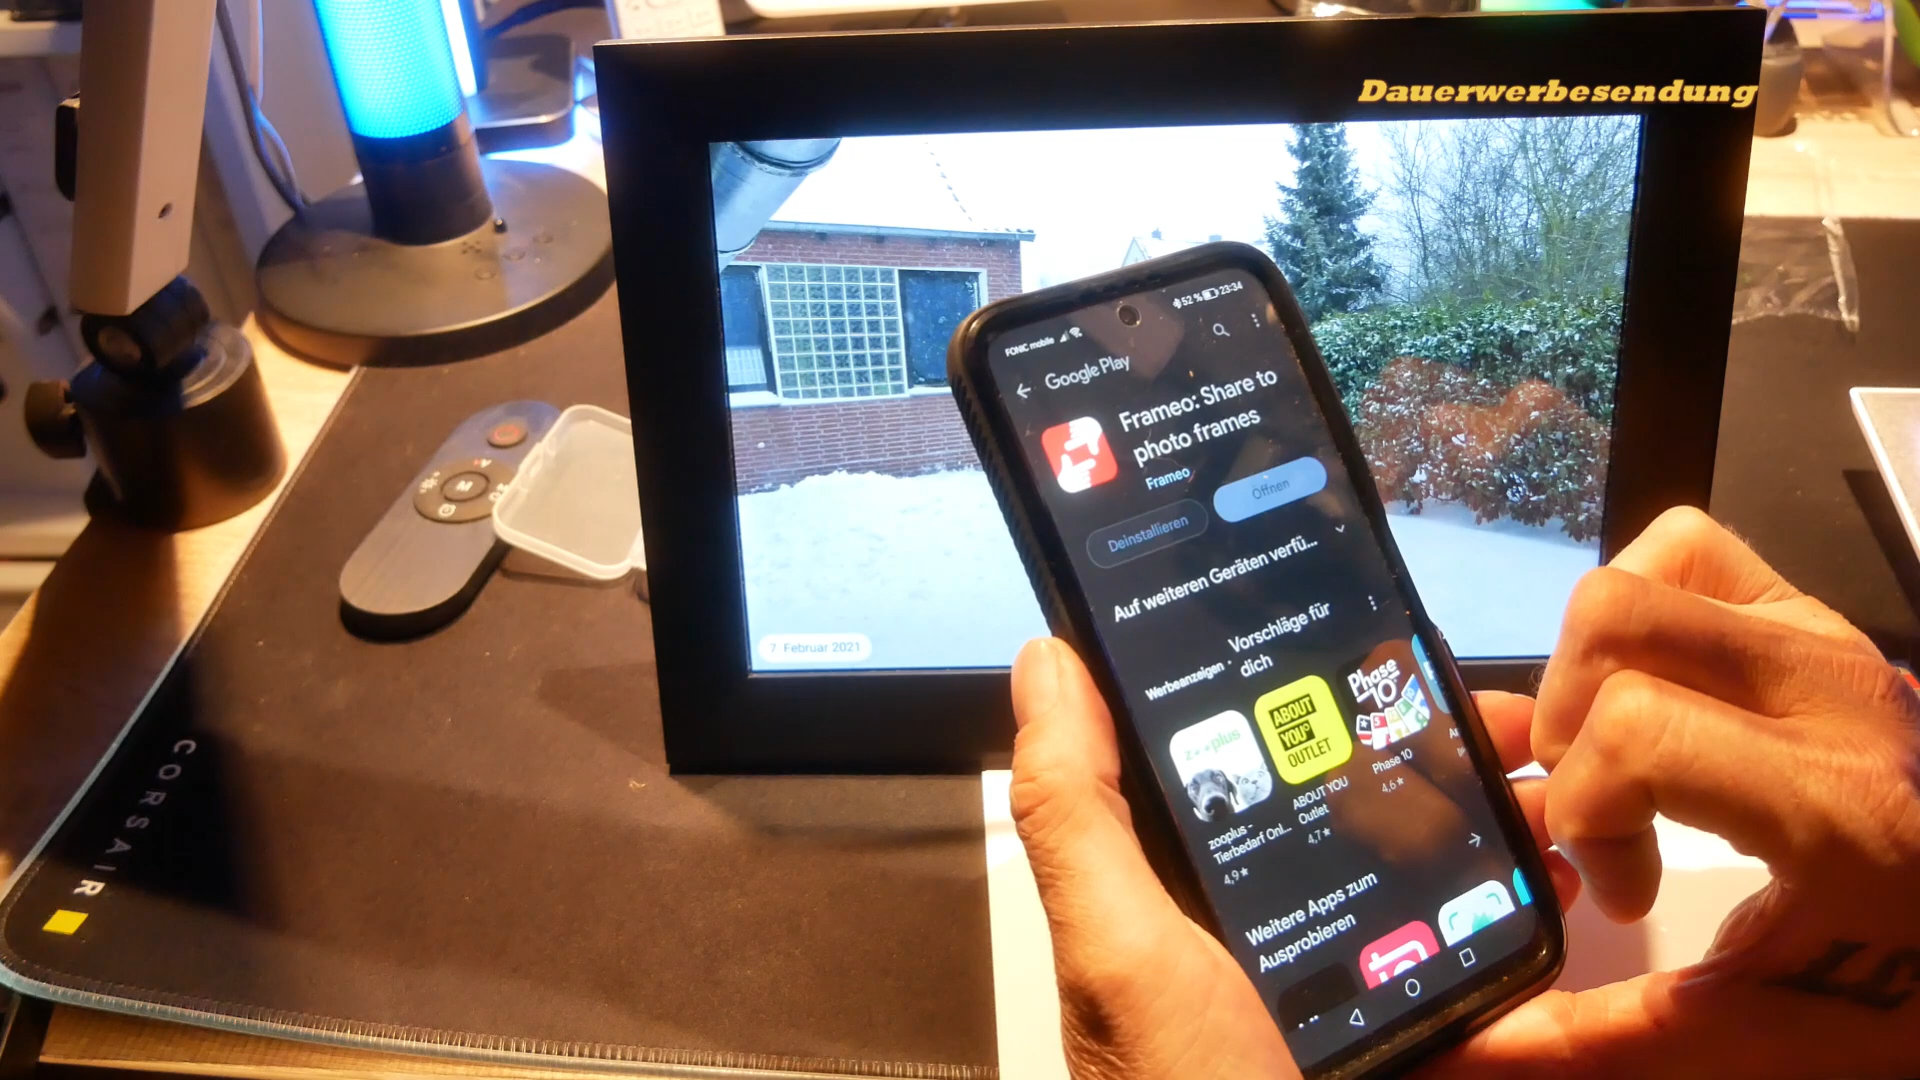 Dauerwerbesendung
FONIC mobile
52 % 23:34
Google Play
Frameo: Share to
photo frames
Frameo
Deinstallieren
Öffnen
Auf weiteren Geräten verfü...
Werbeanzeigen · Vorschläge für
dich
zooplus
ABOUT
YOU
OUTLET
Phase
10
zooplus -
Tierbedarf Onl...
4,9 ★
ABOUT YOU
Outlet
4,7 ★
Phase 10
4,6 ★
Weitere Apps zum
Ausprobieren
7. Februar 2021
M
CORSAIR